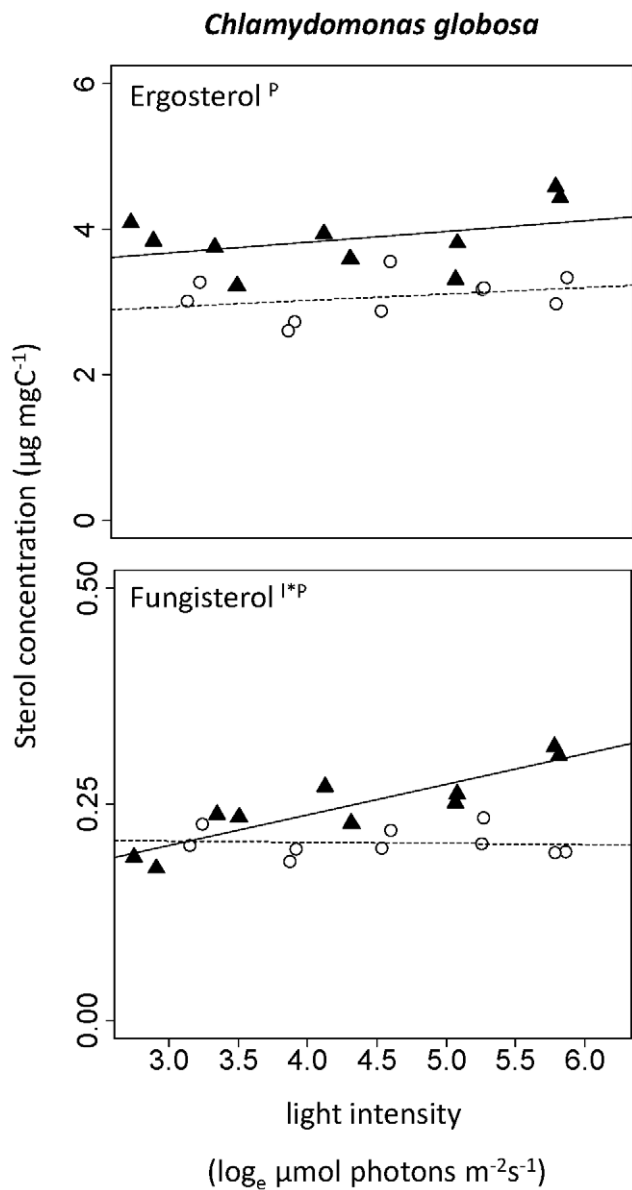 Chlamydomonas globosa
Ergosterol ᴾ
6
4
2
0
Sterol concentration (µg mgC⁻¹)
Fungisterol ᴵ*ᴾ
0.50
0.25
0.00
3.0 3.5 4.0 4.5 5.0 5.5 6.0
light intensity
(logₑ µmol photons m⁻²s⁻¹)